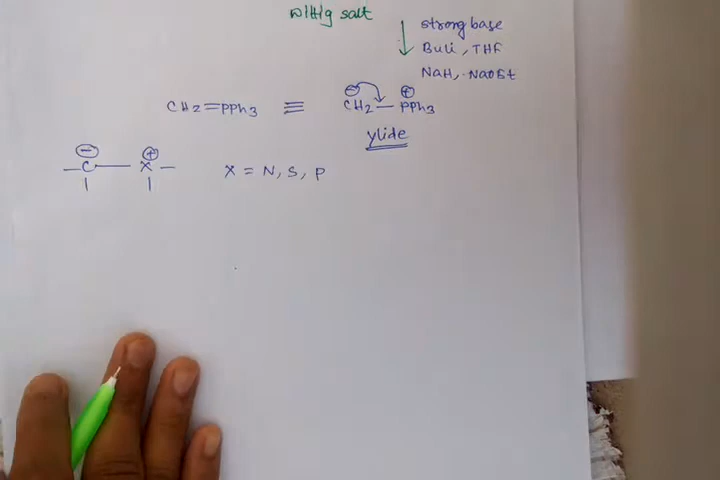 wittig salt
strong base
Buli, THF
NaH, NaOEt
CH2=PPh3 ≡ ⊖CH2—⊕PPh3
ylide
—C⊖—X⊕— X = N, S, P